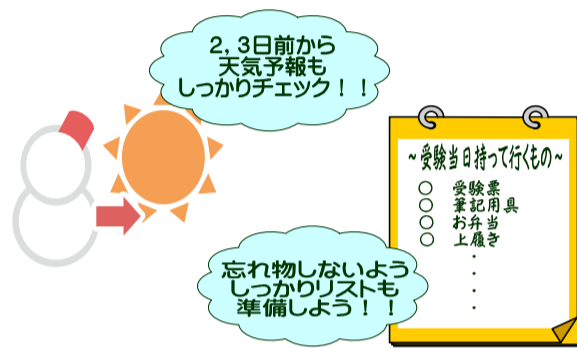 2,3日前から
天気予報も
しっかりチェック！！
～受験当日持って行くもの～
○ 受験票
○ 筆記用具
○ お弁当
○ 上履き
・
・
・
・
忘れ物しないよう
しっかりリストも
準備しよう！！